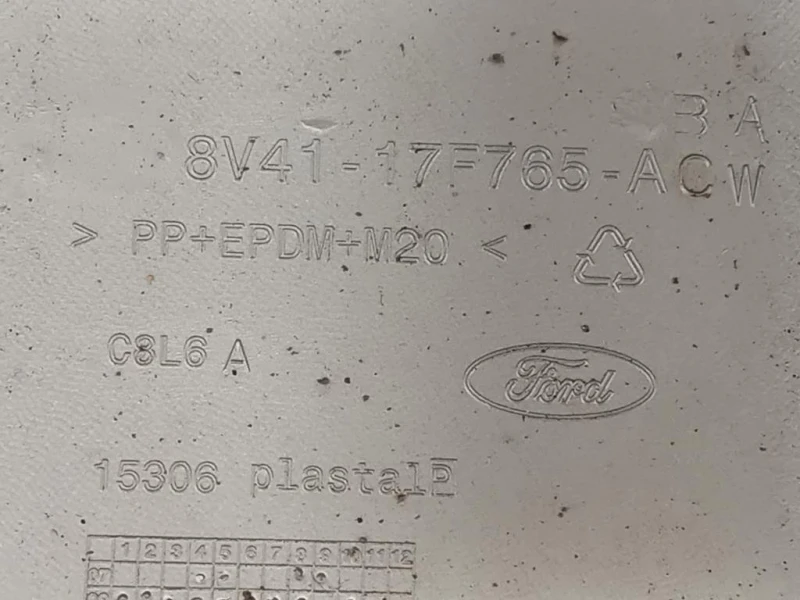 BA
8V41-17F765-ACW
> PP+EPDM+M20 <
C3L6 A
Ford
15306 plastal P
1 2 3 4 5 6 7 8 9 10 11 12